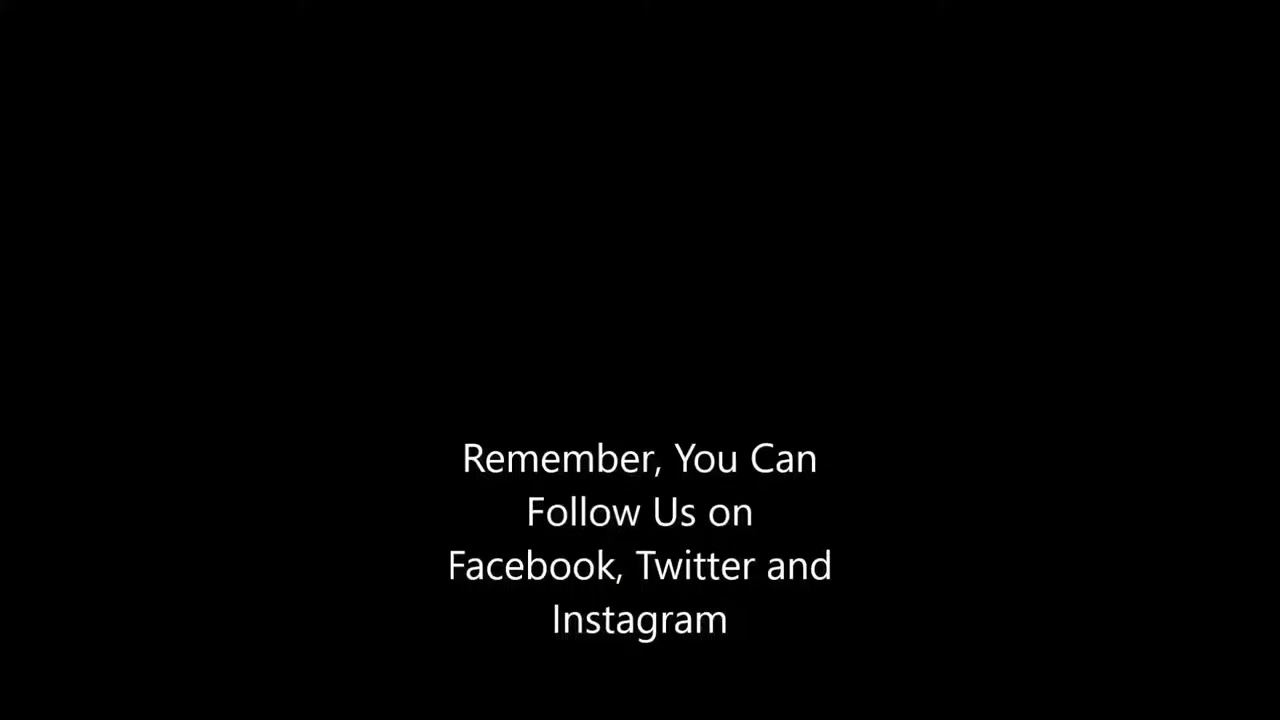 Remember, You Can
Follow Us on
Facebook, Twitter and
Instagram